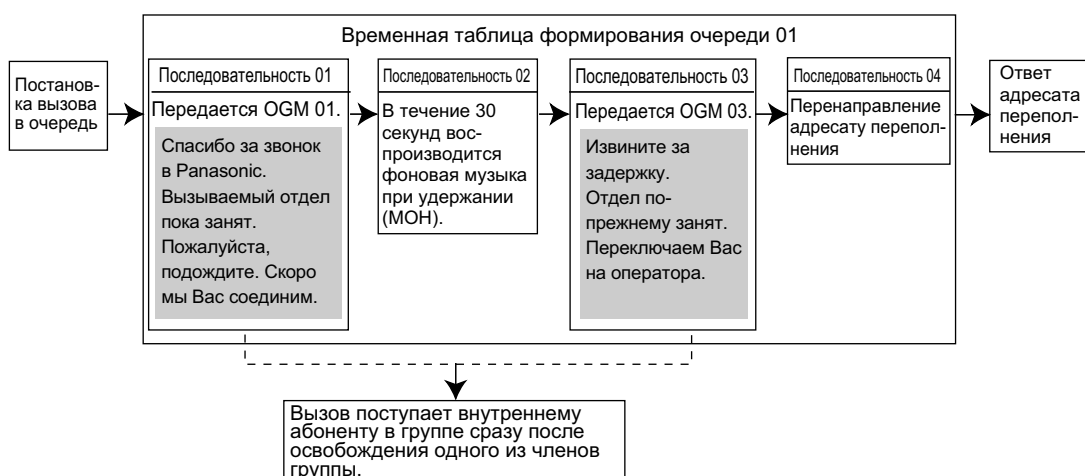 Временная таблица формирования очереди 01
Постанов-
ка вызова
в очередь
Последовательность 01
Передается OGM 01.
Спасибо за звонок
в Panasonic.
Вызываемый отдел
пока занят.
Пожалуйста,
подождите. Скоро
мы Вас соединим.
Последовательность 02
В течение 30
секунд вос-
производится
фоновая музыка
при удержании
(MOH).
Последовательность 03
Передается OGM 03.
Извините за
задержку.
Отдел по-
прежнему занят.
Переключаем Вас
на оператора.
Последовательность 04
Перенаправление
адресату перепол-
нения
Ответ
адресата
перепол-
нения
Вызов поступает внутреннему
абоненту в группе сразу после
освобождения одного из членов
группы.